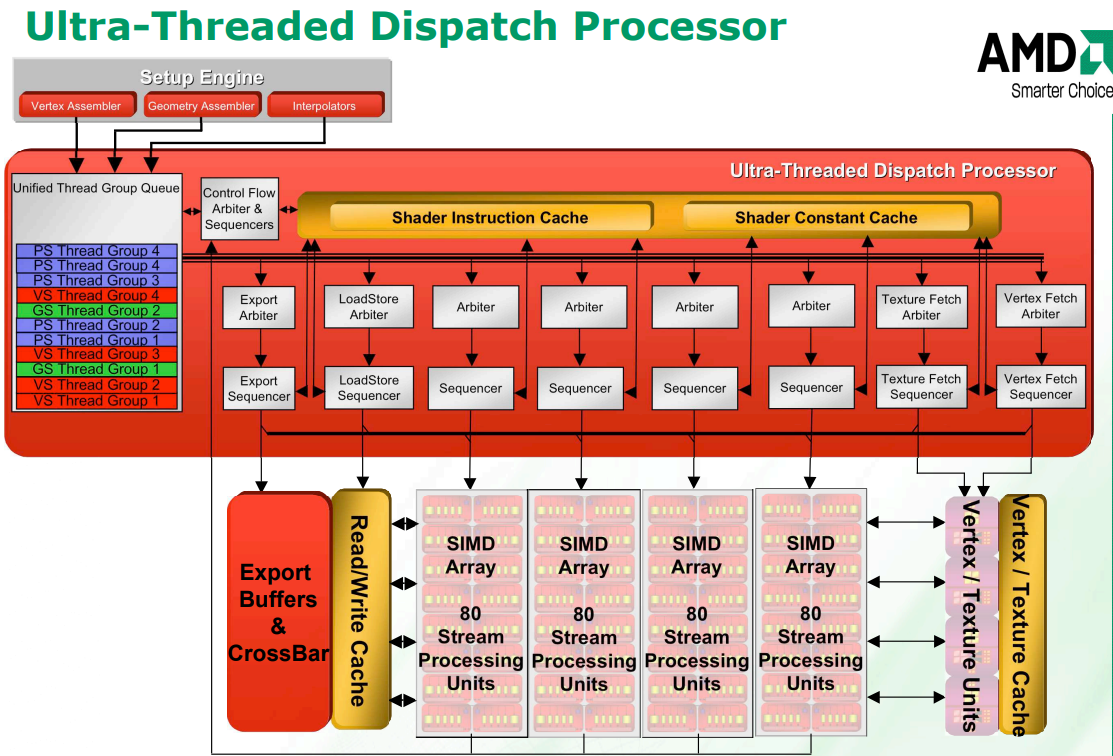 Ultra-Threaded Dispatch Processor
AMD
Smarter Choice
Setup Engine
Vertex Assembler
Geometry Assembler
Interpolators
Ultra-Threaded Dispatch Processor
Unified Thread Group Queue
Control Flow
Arbiter &
Sequencers
Shader Instruction Cache
Shader Constant Cache
PS Thread Group 4
PS Thread Group 4
PS Thread Group 3
VS Thread Group 4
GS Thread Group 2
PS Thread Group 2
PS Thread Group 1
VS Thread Group 3
GS Thread Group 1
VS Thread Group 2
VS Thread Group 1
Export
Arbiter
LoadStore
Arbiter
Arbiter
Arbiter
Arbiter
Arbiter
Texture Fetch
Arbiter
Vertex Fetch
Arbiter
Export
Sequencer
LoadStore
Sequencer
Sequencer
Sequencer
Sequencer
Sequencer
Texture Fetch
Sequencer
Vertex Fetch
Sequencer
Export
Buffers
&
CrossBar
Read/Write Cache
SIMD
Array
80
Stream
Processing
Units
SIMD
Array
80
Stream
Processing
Units
SIMD
Array
80
Stream
Processing
Units
SIMD
Array
80
Stream
Processing
Units
Vertex / Texture Units
Vertex / Texture Cache